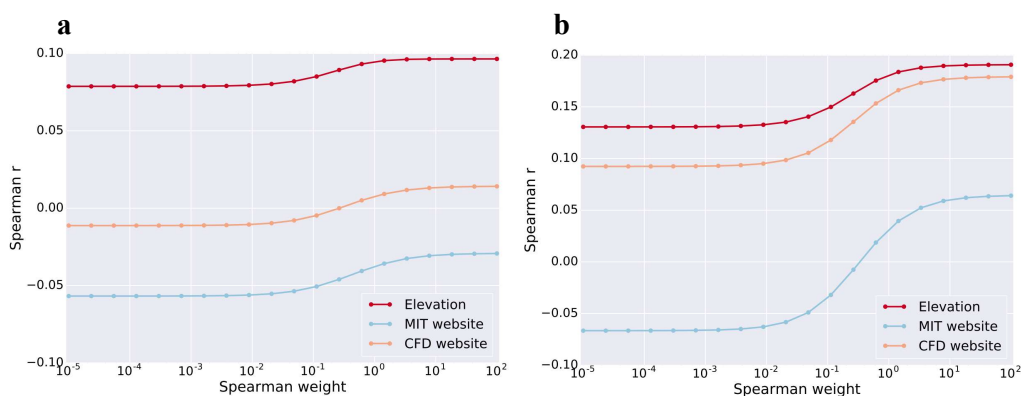 a
0.10
0.05
0.00
−0.05
−0.10
Spearman r
10^-5 10^-4 10^-3 10^-2 10^-1 10^0 10^1 10^2
Spearman weight
Elevation
MIT website
CFD website
b
0.20
0.15
0.10
0.05
0.00
−0.05
−0.10
Spearman r
10^-5 10^-4 10^-3 10^-2 10^-1 10^0 10^1 10^2
Spearman weight
Elevation
MIT website
CFD website